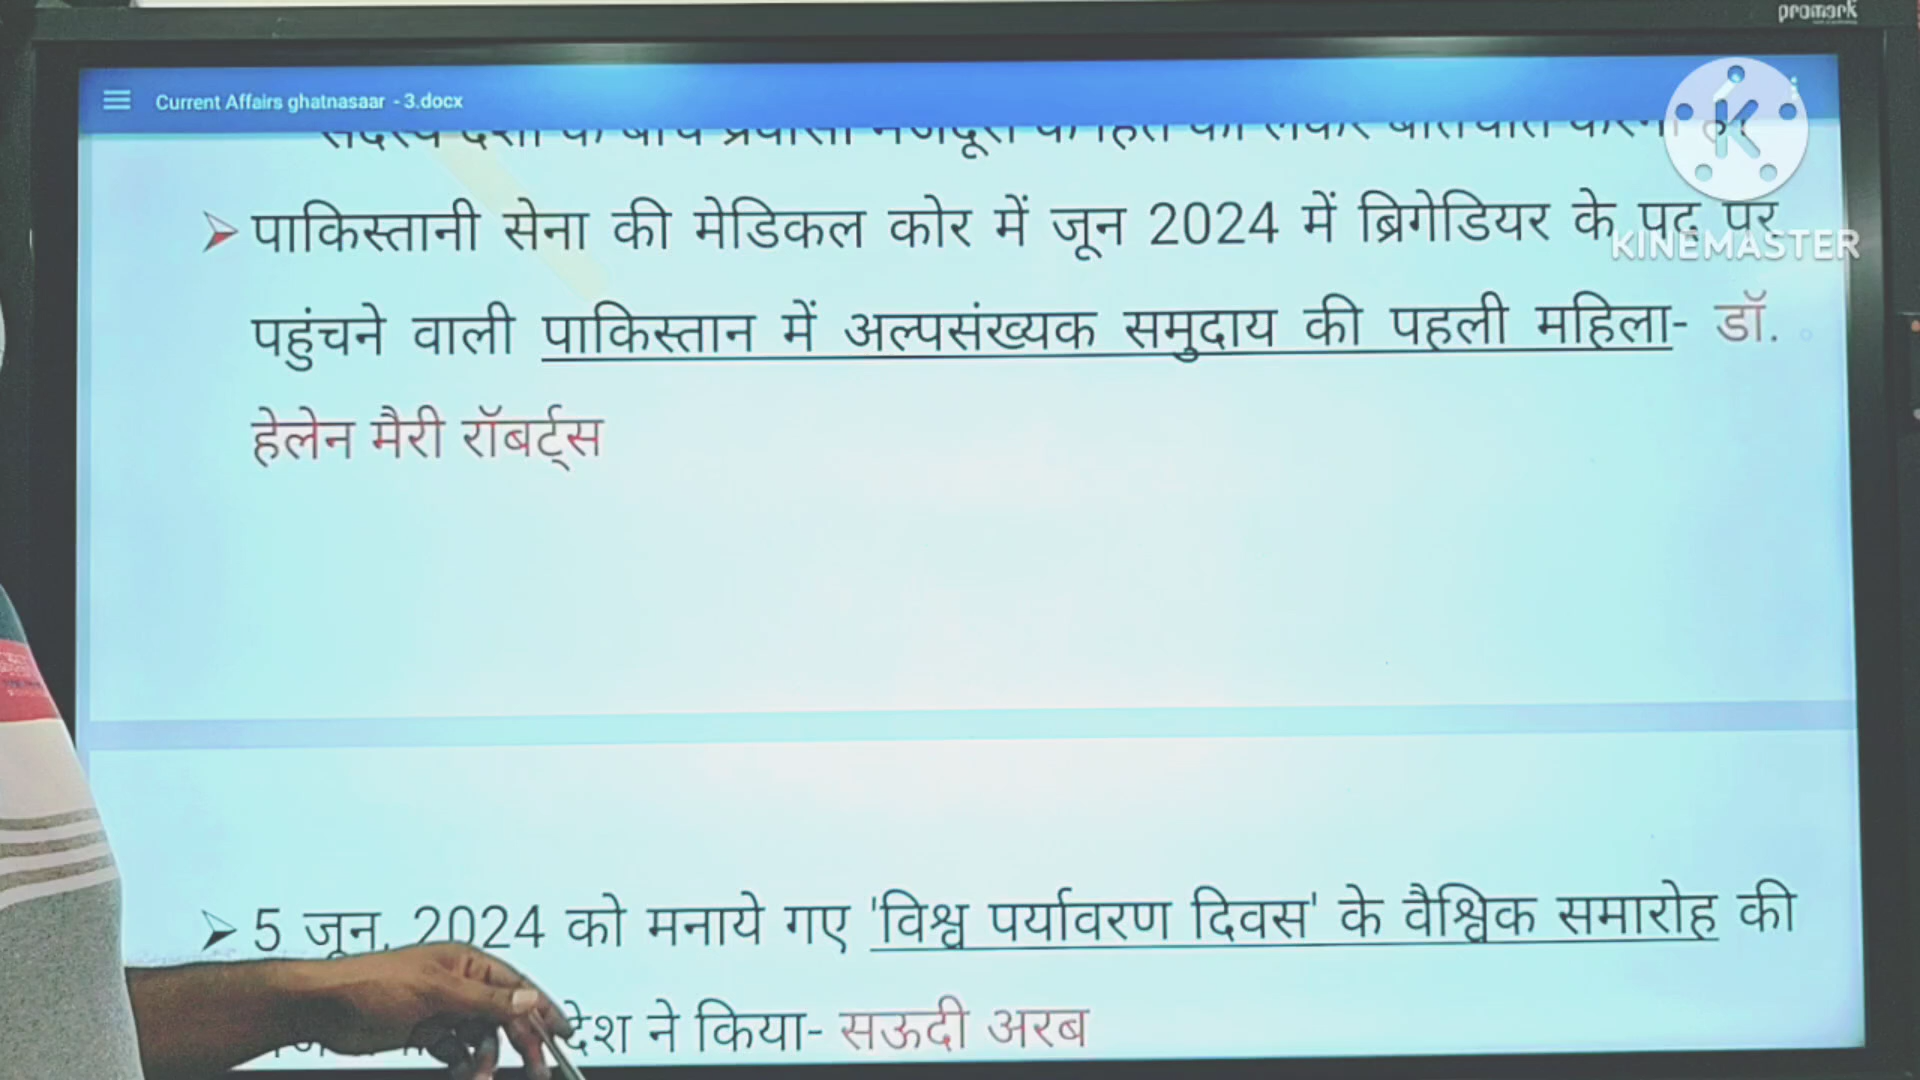 promark
Current Affairs ghatnasaar - 3.docx
पाकिस्तानी सेना की मेडिकल कोर में जून 2024 में ब्रिगेडियर के पद पर
KINEMASTER
पहुंचने वाली पाकिस्तान में अल्पसंख्यक समुदाय की पहली महिला- डॉ.
हेलेन मैरी रॉबर्ट्स
5 जून, 2024 को मनाये गए 'विश्व पर्यावरण दिवस' के वैश्विक समारोह की
देश ने किया- सऊदी अरब